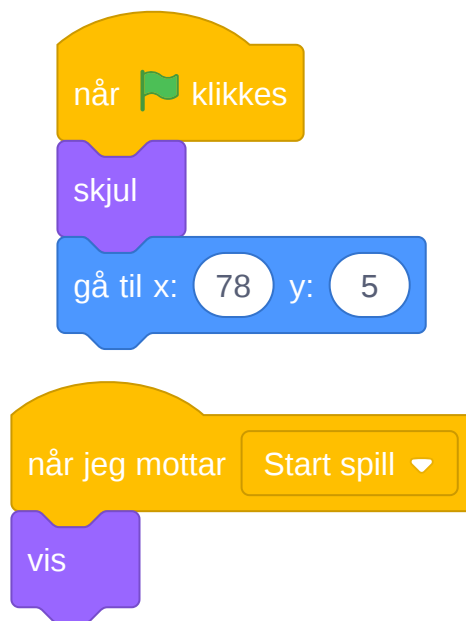 når klikkes
skjul
gå til x: 78 y: 5
når jeg mottar Start spill
vis